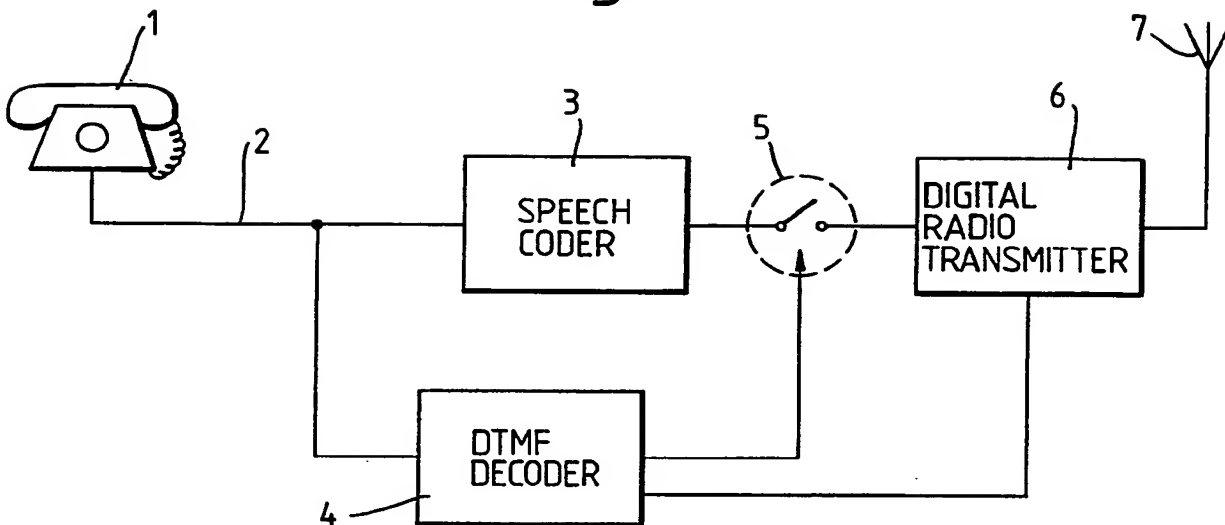 1
7
3
6
5
2
SPEECH
CODER
DIGITAL
RADIO
TRANSMITTER
DTMF
DECODER
4